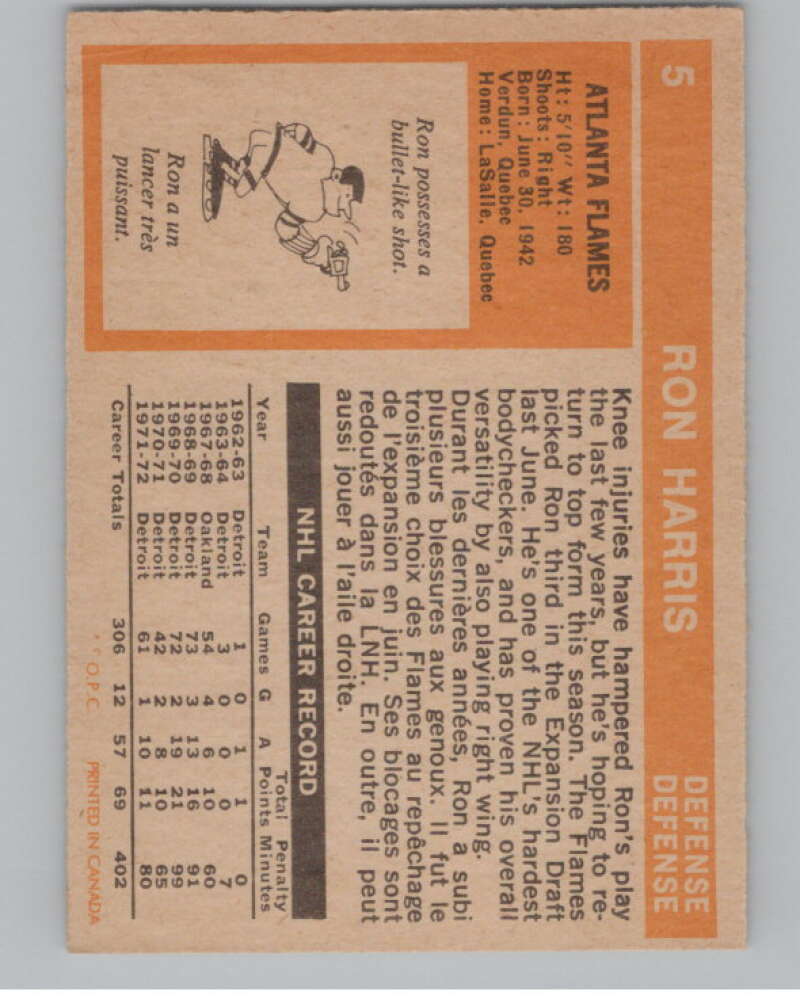 5 RON HARRIS DEFENSE
DEFENSE
ATLANTA FLAMES
Ht: 5'10" Wt: 180
Shoots: Right
Born: June 30, 1942
Verdun, Quebec
Home: LaSalle, Quebec
Ron possesses a
bullet-like shot.
Ron a un
lancer très
puissant.
Knee injuries have hampered Ron's play
the last few years, but he's hoping to re-
turn to top form this season. The Flames
picked Ron third in the Expansion Draft
last June. He's one of the NHL's hardest
bodycheckers, and has proven his overall
versatility by also playing right wing.
Durant les dernières années, Ron a subi
plusieurs blessures aux genoux. Il fut le
troisième choix des Flames au repêchage
de l'expansion en juin. Ses blocages sont
redoutés dans la LNH. En outre, il peut
aussi jouer à l'aile droite.
NHL CAREER RECORD
Total Penalty
Year Team Games G A Points Minutes
1962-63 Detroit 1 0 1 1 0
1963-64 Detroit 3 0 0 0 7
1967-68 Oakland 54 4 6 10 60
1968-69 Detroit 73 3 13 16 91
1969-70 Detroit 72 2 19 21 99
1970-71 Detroit 42 2 8 10 65
1971-72 Detroit 61 1 10 11 80
Career Totals 306 12 57 69 402
**O.P.C. PRINTED IN CANADA